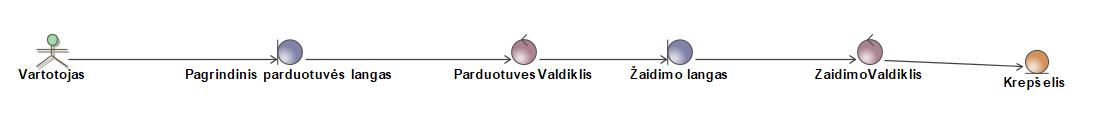 Vartotojas
Pagrindinis parduotuvės langas
ParduotuvesValdiklis
Žaidimo langas
ZaidimoValdiklis
Krepšelis